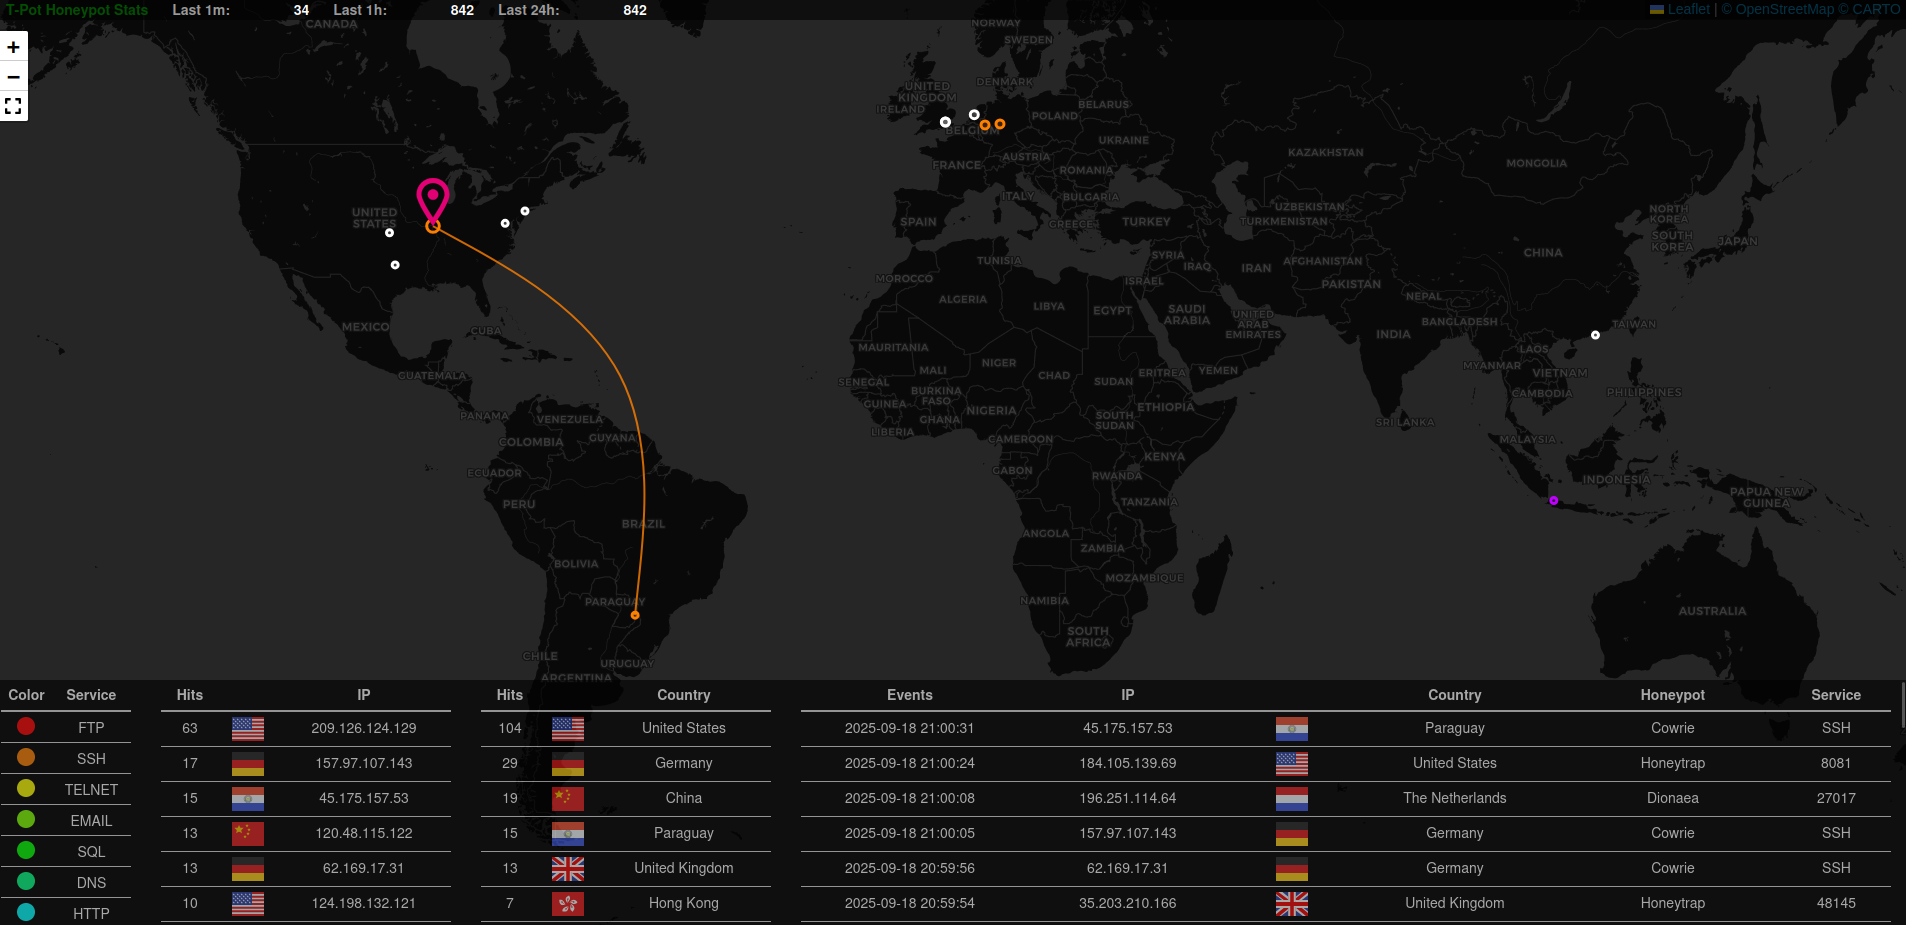 T-Pot Honeypot Stats Last 1m: 34 Last 1h: 842 Last 24h: 842
Leaflet | © OpenStreetMap © CARTO
+
−
CANADA
NORWAY
SWEDEN
UNITED
KINGDOM
DENMARK
IRELAND
BELARUS
POLAND
BELGIUM
UKRAINE
KAZAKHSTAN
FRANCE
AUSTRIA
MONGOLIA
ROMANIA
ITALY
BULGARIA
UNITED
STATES
SPAIN
GREECE
TURKEY
UZBEKISTAN
TURKMENISTAN
NORTH
KOREA
SOUTH
KOREA
JAPAN
TUNISIA
SYRIA
IRAQ
IRAN
AFGHANISTAN
CHINA
MOROCCO
ISRAEL
PAKISTAN
ALGERIA
LIBYA
EGYPT
SAUDI
ARABIA
NEPAL
UNITED
ARAB
EMIRATES
BANGLADESH
TAIWAN
MEXICO
CUBA
INDIA
MAURITANIA
LAOS
MALI
NIGER
CHAD
SUDAN
ERITREA
YEMEN
MYANMAR
VIETNAM
GUATEMALA
SENEGAL
BURKINA
FASO
CAMBODIA
PHILIPPINES
GUINEA
GHANA
NIGERIA
SOUTH
SUDAN
ETHIOPIA
PANAMA
VENEZUELA
LIBERIA
CAMEROON
SRI LANKA
COLOMBIA
GUYANA
MALAYSIA
ECUADOR
GABON
RWANDA
KENYA
INDONESIA
PERU
TANZANIA
PAPUA NEW
GUINEA
BRAZIL
ANGOLA
ZAMBIA
BOLIVIA
MOZAMBIQUE
PARAGUAY
NAMIBIA
AUSTRALIA
SOUTH
AFRICA
CHILE
URUGUAY
ARGENTINA
Color Service
FTP
SSH
TELNET
EMAIL
SQL
DNS
HTTP
Hits IP
63 209.126.124.129
17 157.97.107.143
15 45.175.157.53
13 120.48.115.122
13 62.169.17.31
10 124.198.132.121
Hits Country
104 United States
29 Germany
19 China
15 Paraguay
13 United Kingdom
7 Hong Kong
Events IP Country Honeypot Service
2025-09-18 21:00:31 45.175.157.53 Paraguay Cowrie SSH
2025-09-18 21:00:24 184.105.139.69 United States Honeytrap 8081
2025-09-18 21:00:08 196.251.114.64 The Netherlands Dionaea 27017
2025-09-18 21:00:05 157.97.107.143 Germany Cowrie SSH
2025-09-18 20:59:56 62.169.17.31 Germany Cowrie SSH
2025-09-18 20:59:54 35.203.210.166 United Kingdom Honeytrap 48145